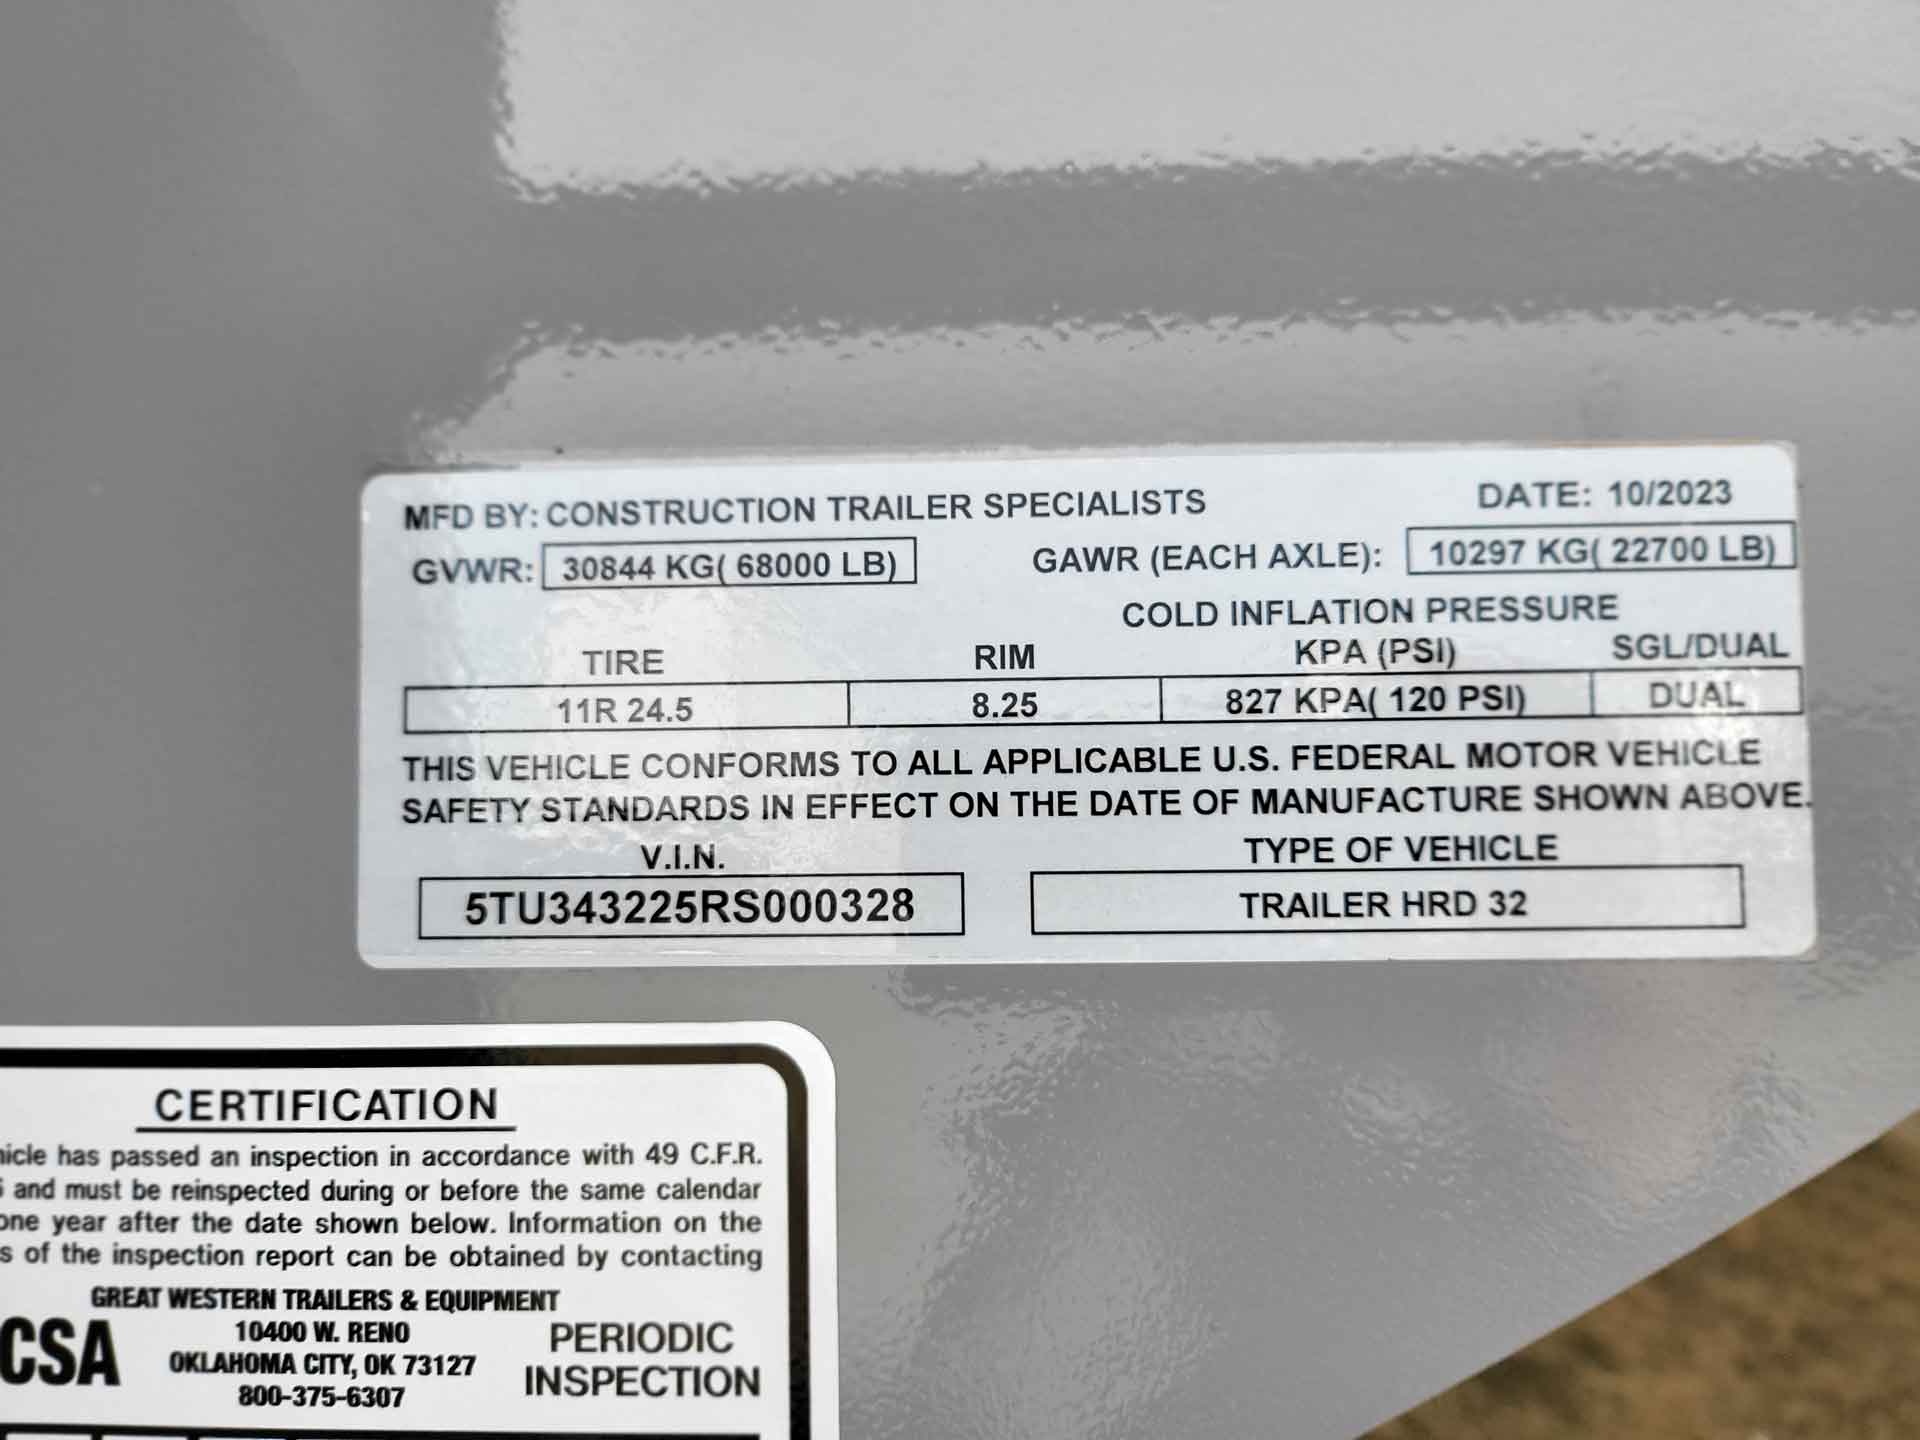 MFD BY: CONSTRUCTION TRAILER SPECIALISTS DATE: 10/2023
GVWR: 30844 KG( 68000 LB) GAWR (EACH AXLE): 10297 KG( 22700 LB)
COLD INFLATION PRESSURE
TIRE RIM KPA (PSI) SGL/DUAL
11R 24.5 8.25 827 KPA( 120 PSI) DUAL
THIS VEHICLE CONFORMS TO ALL APPLICABLE U.S. FEDERAL MOTOR VEHICLE
SAFETY STANDARDS IN EFFECT ON THE DATE OF MANUFACTURE SHOWN ABOVE.
V.I.N. TYPE OF VEHICLE
5TU343225RS000328 TRAILER HRD 32
CERTIFICATION
has passed an inspection in accordance with 49 C.F.R.
and must be reinspected during or before the same calendar
one year after the date shown below. Information on the
of the inspection report can be obtained by contacting
GREAT WESTERN TRAILERS & EQUIPMENT
CSA 10400 W. RENO PERIODIC
OKLAHOMA CITY, OK 73127 INSPECTION
800-375-6307